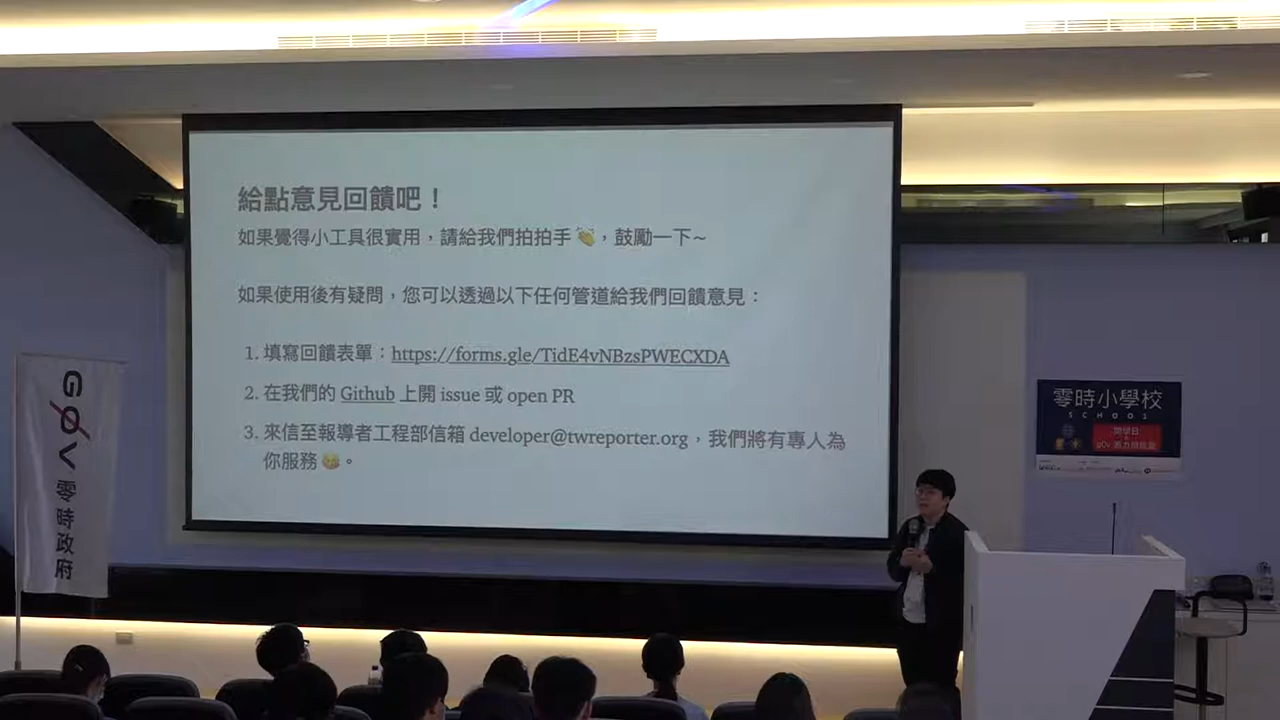 給點意見回饋吧！
如果覺得小工具很實用，請給我們拍拍手👏，鼓勵一下~
如果使用後有疑問，您可以透過以下任何管道給我們回饋意見：
1. 填寫回饋表單：https://forms.gle/TidE4vNBzsPWECXDA
2. 在我們的 Github 上開 issue 或 open PR
3. 來信至報導者工程部信箱 developer@twreporter.org，我們將有專人為
你服務😄。
G0V 零時政府
零時小學校
SCHOO1
開學日